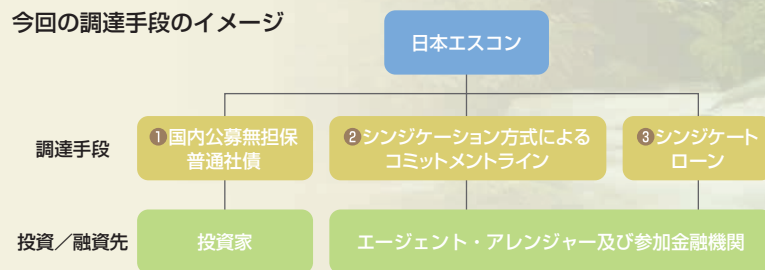 今回の調達手段のイメージ
日本エスコン
調達手段
❶国内公募無担保
普通社債
❷シンジケーション方式による
コミットメントライン
❸シンジケート
ローン
投資／融資先
投資家
エージェント・アレンジャー及び参加金融機関